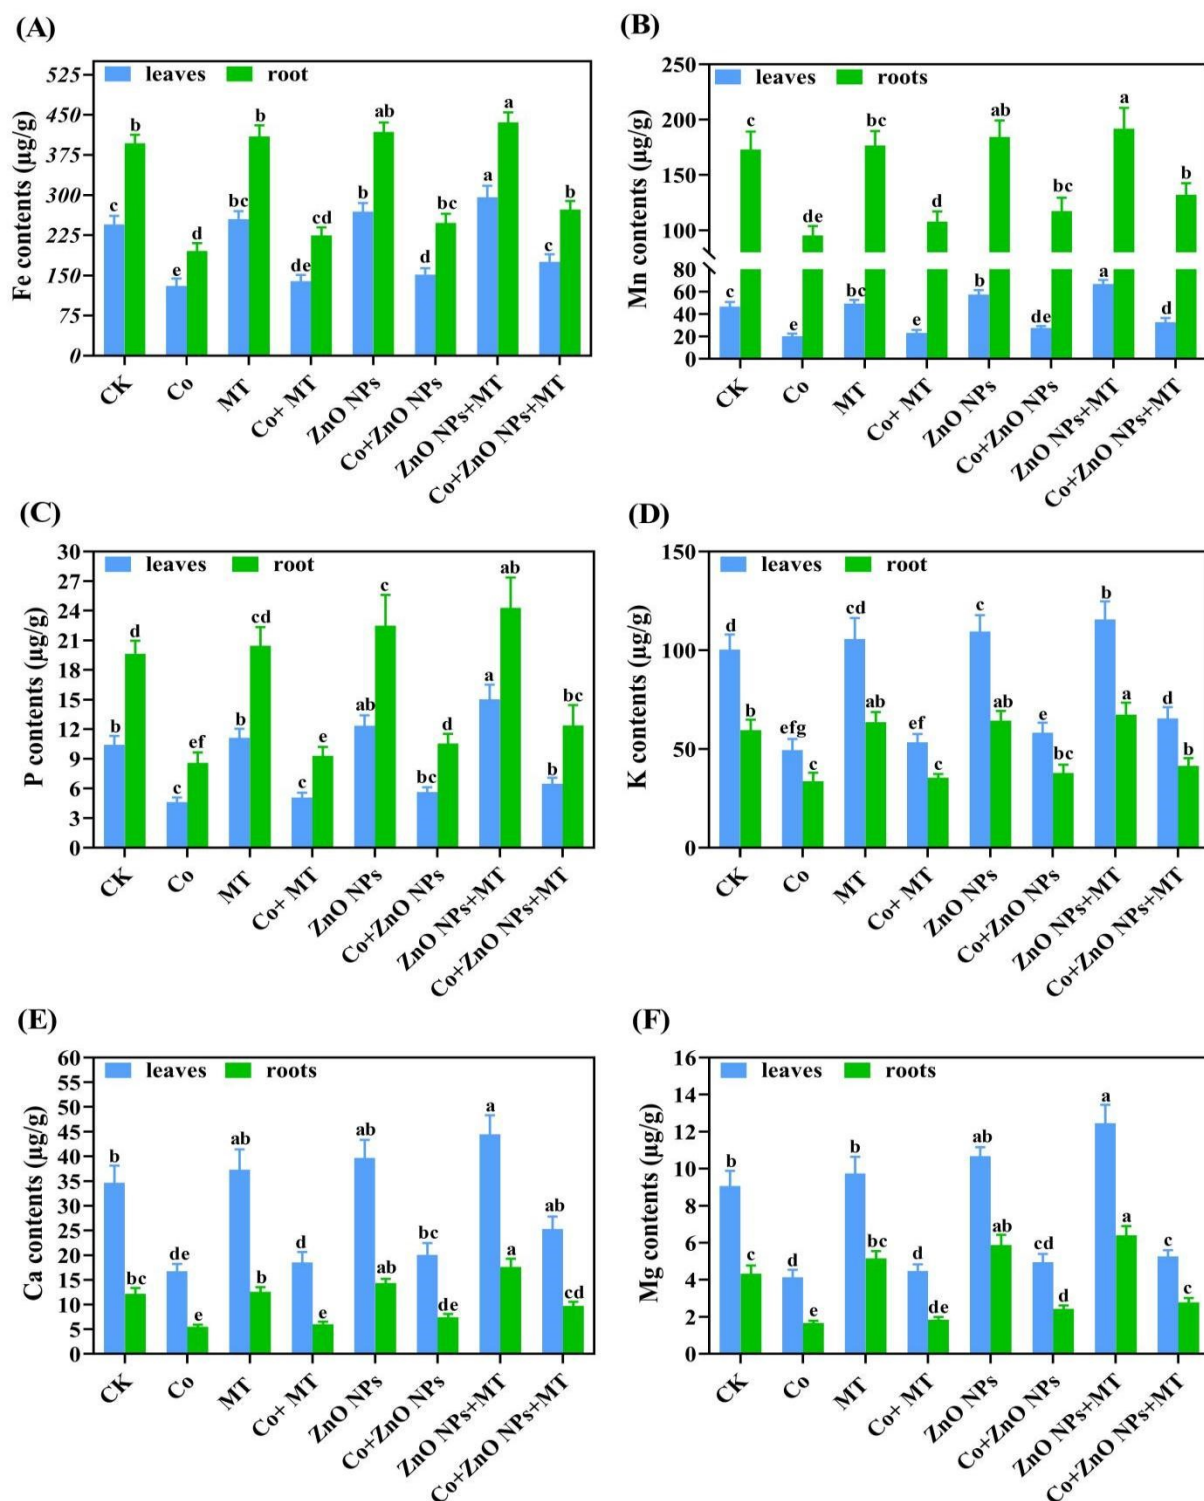 (A)
leaves root
Fe contents (µg/g)
525
450
375
300
225
150
75
0
c b e d bc b de cd b ab d bc a a c b
CK Co MT Co+ MT ZnO NPs Co+ZnO NPs ZnO NPs+MT Co+ZnO NPs+MT
(B)
leaves roots
Mn contents (µg/g)
250
200
150
100
80
60
40
20
0
c c e de bc bc e d b ab de bc a a d b
CK Co MT Co+ MT ZnO NPs Co+ZnO NPs ZnO NPs+MT Co+ZnO NPs+MT
(C)
leaves root
P contents (µg/g)
30
27
24
21
18
15
12
9
6
3
0
b d c ef b cd c e ab c bc d a ab b bc
CK Co MT Co+ MT ZnO NPs Co+ZnO NPs ZnO NPs+MT Co+ZnO NPs+MT
(D)
leaves root
K contents (µg/g)
150
100
50
0
d b efg c cd ab ef c c ab e bc b a d b
CK Co MT Co+ MT ZnO NPs Co+ZnO NPs ZnO NPs+MT Co+ZnO NPs+MT
(E)
leaves roots
Ca contents (µg/g)
60
55
50
45
40
35
30
25
20
15
10
5
0
b bc de e ab b d e ab ab bc de a a ab cd
CK Co MT Co+ MT ZnO NPs Co+ZnO NPs ZnO NPs+MT Co+ZnO NPs+MT
(F)
leaves roots
Mg contents (µg/g)
16
14
12
10
8
6
4
2
0
b c d e b bc d de ab ab cd d a a c d
CK Co MT Co+ MT ZnO NPs Co+ZnO NPs ZnO NPs+MT Co+ZnO NPs+MT